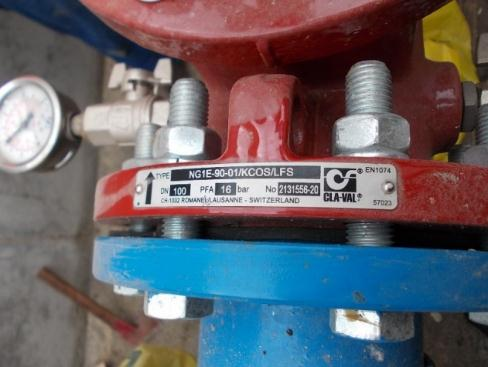 TYPE NG1E-90-01/KCOS/LFS EN1074
DN 100 PFA 16 bar No 2131556-20 CLA-VAL®
CH-1032 ROMANEL/LAUSANNE - SWITZERLAND 57023